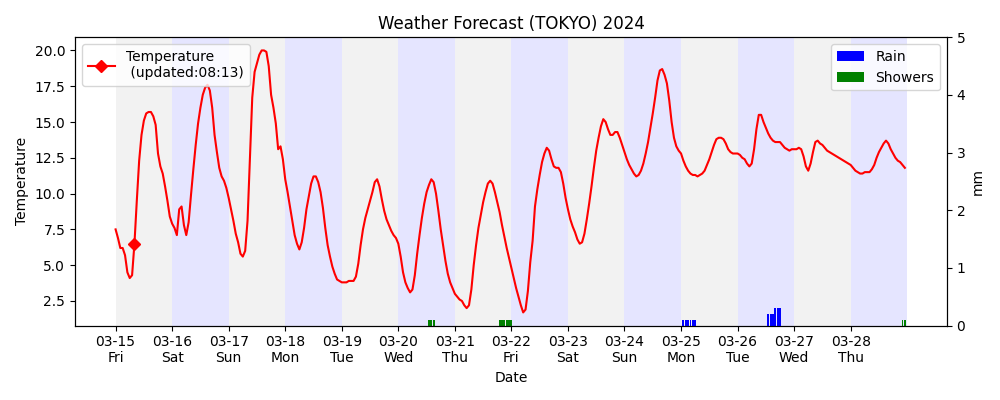 Weather Forecast (TOKYO) 2024
Temperature
(updated:08:13)
Rain
Showers
Temperature
20.0
17.5
15.0
12.5
10.0
7.5
5.0
2.5
5
4
3
2
1
0
mm
03-15 03-16 03-17 03-18 03-19 03-20 03-21 03-22 03-23 03-24 03-25 03-26 03-27 03-28
Fri Sat Sun Mon Tue Wed Thu Fri Sat Sun Mon Tue Wed Thu
Date